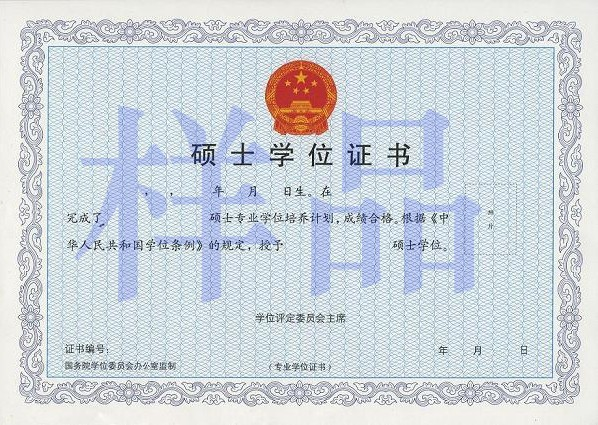 样品
硕士学位证书
， ， 年 月 日生。在
照片
完成了 硕士专业学位培养计划，成绩合格。根据《中
华人民共和国学位条例》的规定，授予 硕士学位。
学位评定委员会主席
证书编号： 年 月 日
国务院学位委员会办公室监制 （专业学位证书）